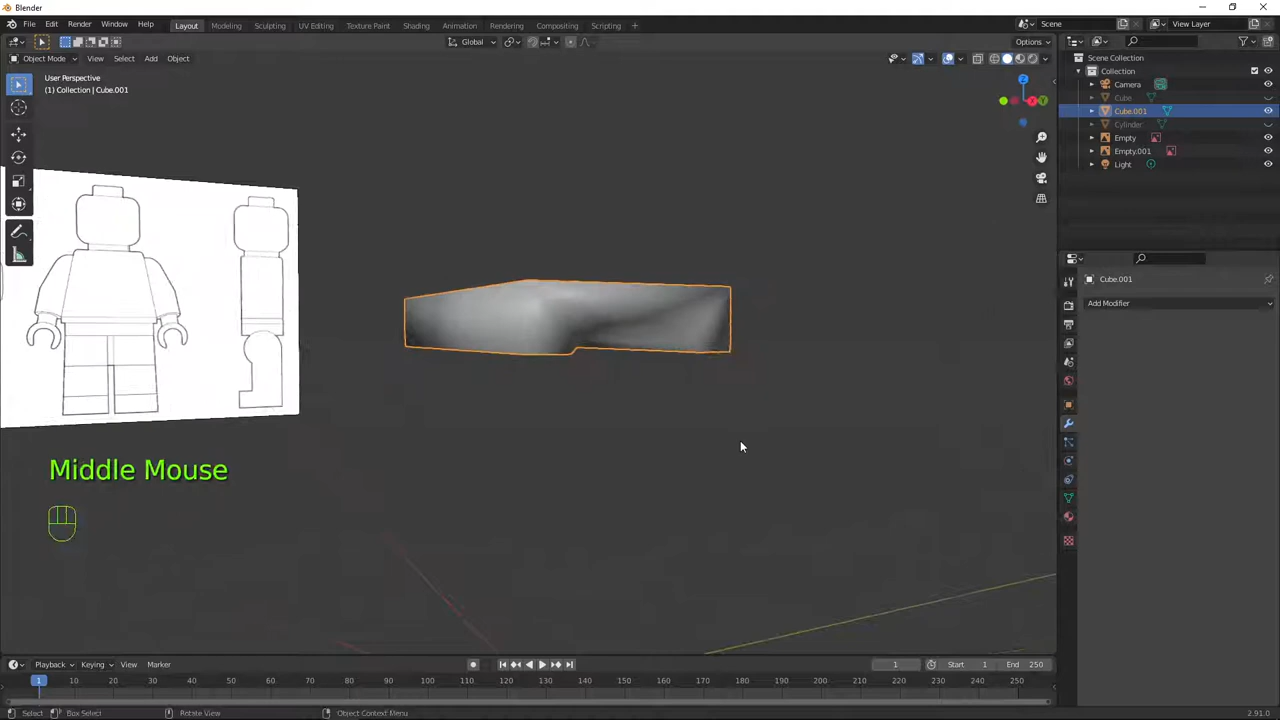 Blender
File Edit Render Window Help
Layout Modeling Sculpting UV Editing Texture Paint Shading Animation Rendering Compositing Scripting +
Scene
View Layer
Global
Options
Object Mode View Select Add Object
User Perspective
(1) Collection | Cube.001
Z
X
Y
Scene Collection
Collection
Camera
Cube
Cube.001
Cylinder
Empty
Empty.001
Light
Cube.001
Add Modifier
Middle Mouse
Playback Keying View Marker
1
Start 1
End 250
1 10 20 30 40 50 60 70 80 90 100 110 120 130 140 150 160 170 180 190 200 210 220 230 240 250
Select Box Select Rotate View Object Context Menu
2.91.0